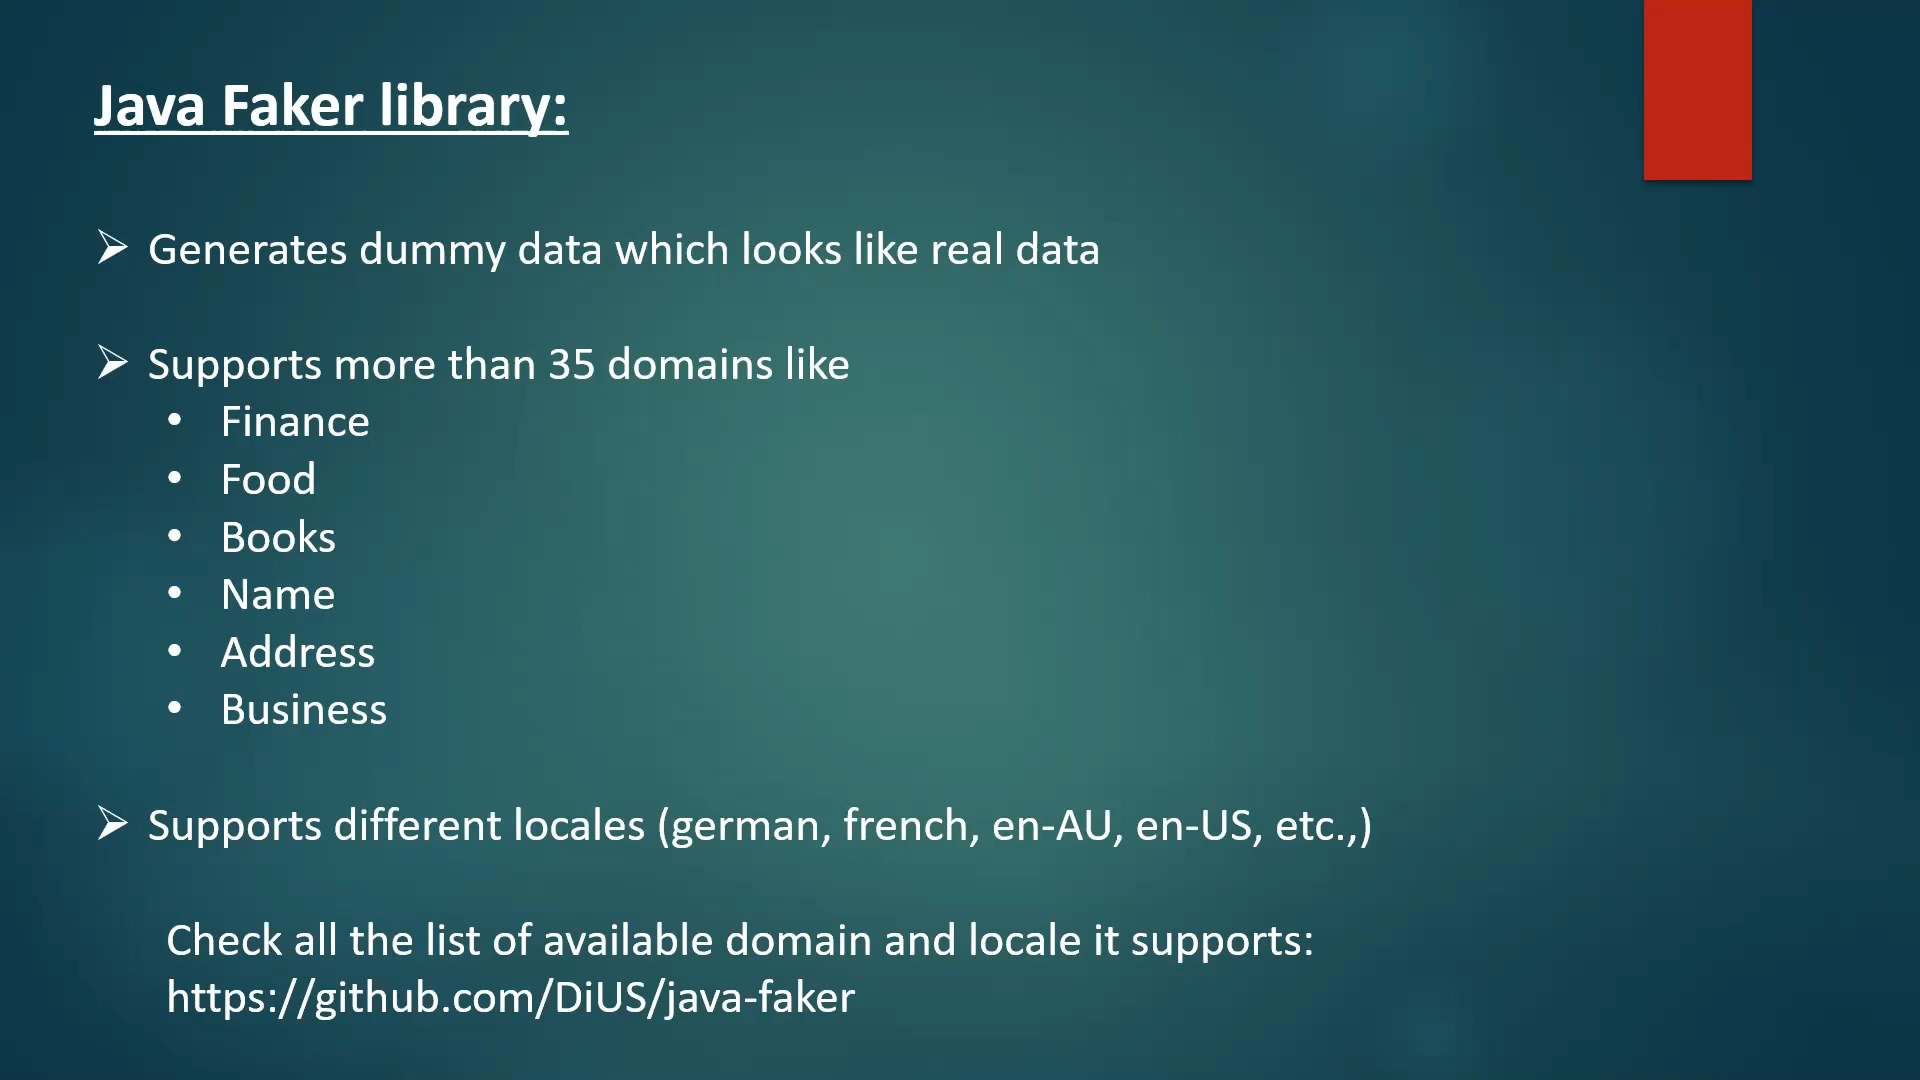 Java Faker library:
➢ Generates dummy data which looks like real data
➢ Supports more than 35 domains like
• Finance
• Food
• Books
• Name
• Address
• Business
➢ Supports different locales (german, french, en-AU, en-US, etc.,)
Check all the list of available domain and locale it supports:
https://github.com/DiUS/java-faker